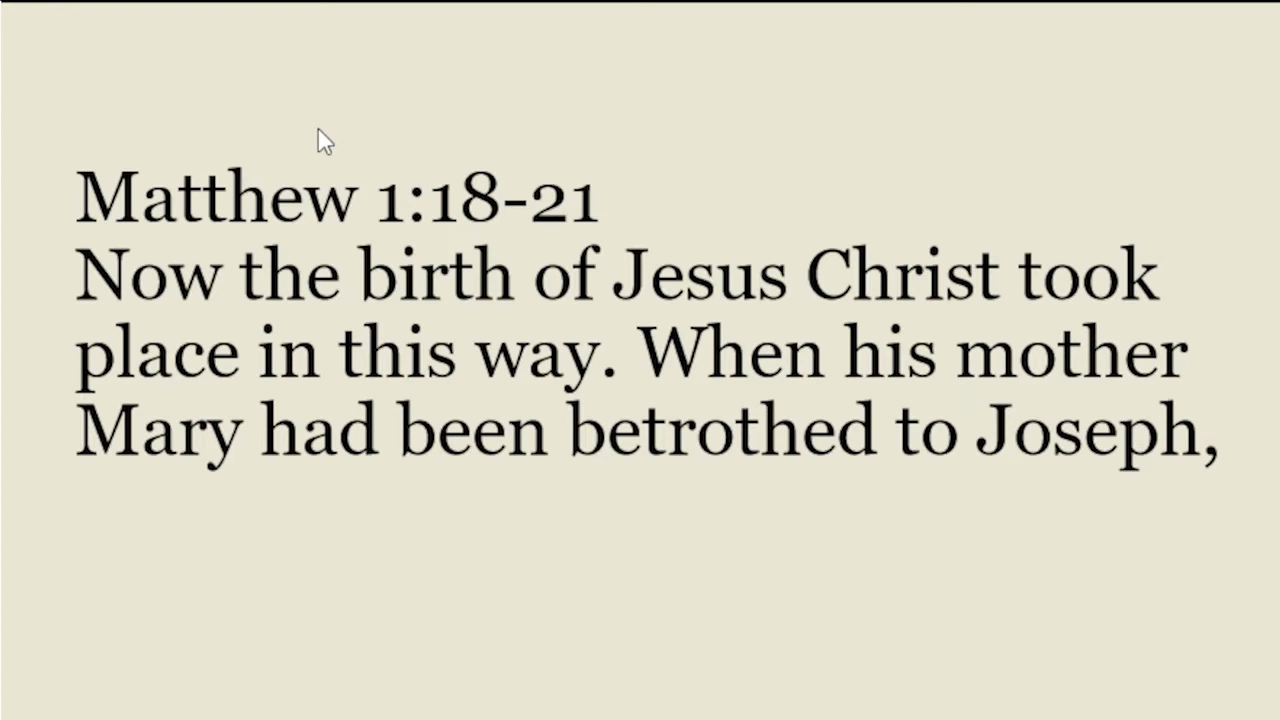 Matthew 1:18-21
Now the birth of Jesus Christ took
place in this way. When his mother
Mary had been betrothed to Joseph,